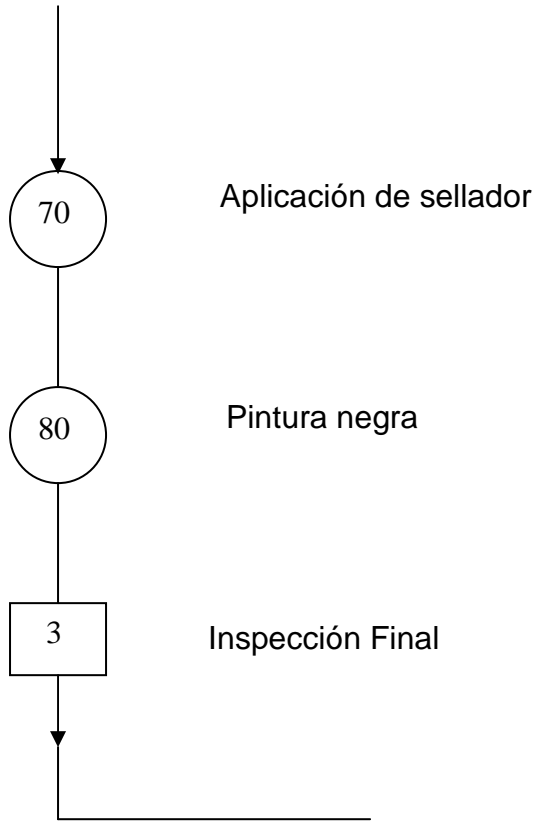 70
Aplicación de sellador
80
Pintura negra
3
Inspección Final